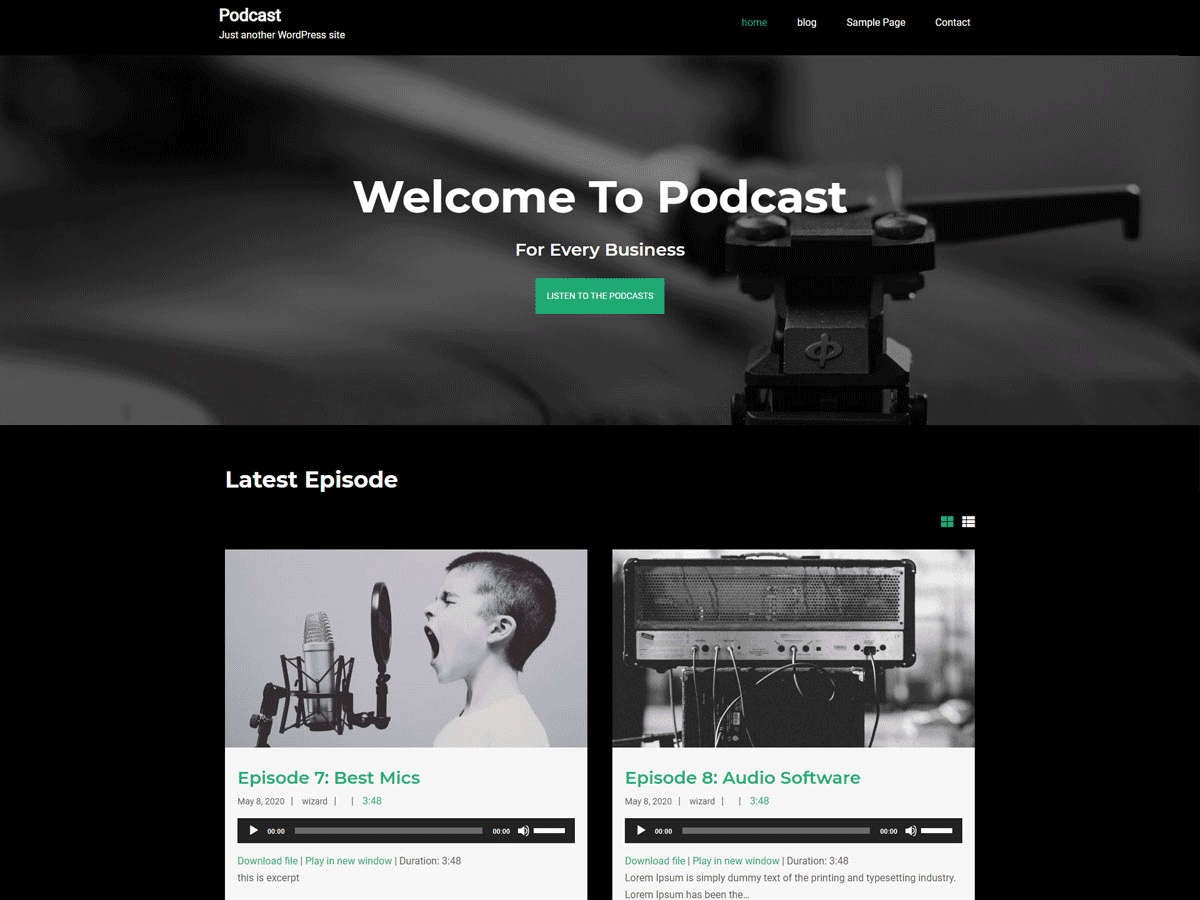 Podcast
Just another WordPress site
home blog Sample Page Contact
Welcome To Podcast
For Every Business
LISTEN TO THE PODCASTS
Latest Episode
Episode 7: Best Mics
May 8, 2020 | wizard | | 3:48
00:00 00:00
Download file | Play in new window | Duration: 3:48
this is excerpt
Episode 8: Audio Software
May 8, 2020 | wizard | | 3:48
00:00 00:00
Download file | Play in new window | Duration: 3:48
Lorem Ipsum is simply dummy text of the printing and typesetting industry.
Lorem Ipsum has been the...